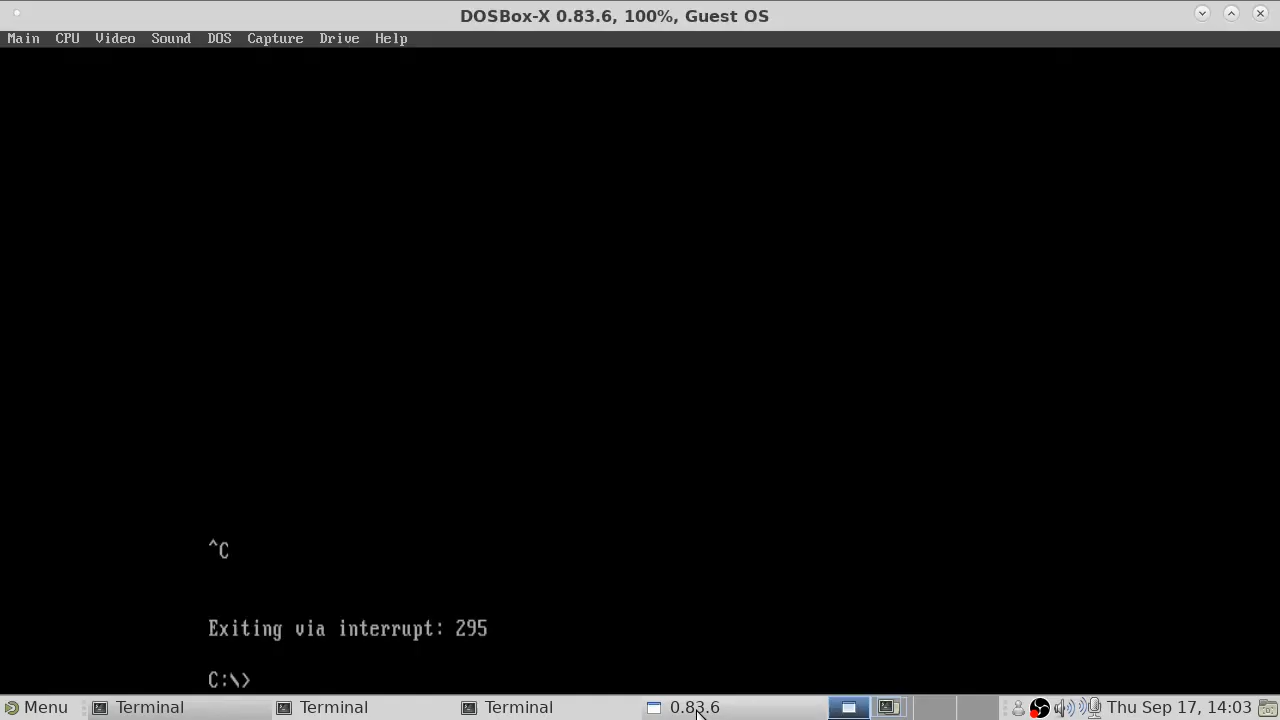 DOSBox-X 0.83.6, 100%, Guest OS
Main CPU Video Sound DOS Capture Drive Help
^C
Exiting via interrupt: 295
C:\>
Menu Terminal Terminal Terminal 0.83.6 Thu Sep 17, 14:03